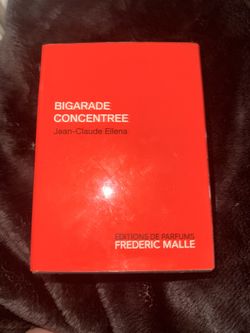 BIGARADE
CONCENTREE
Jean-Claude Ellena
EDITIONS DE PARFUMS
FREDERIC MALLE